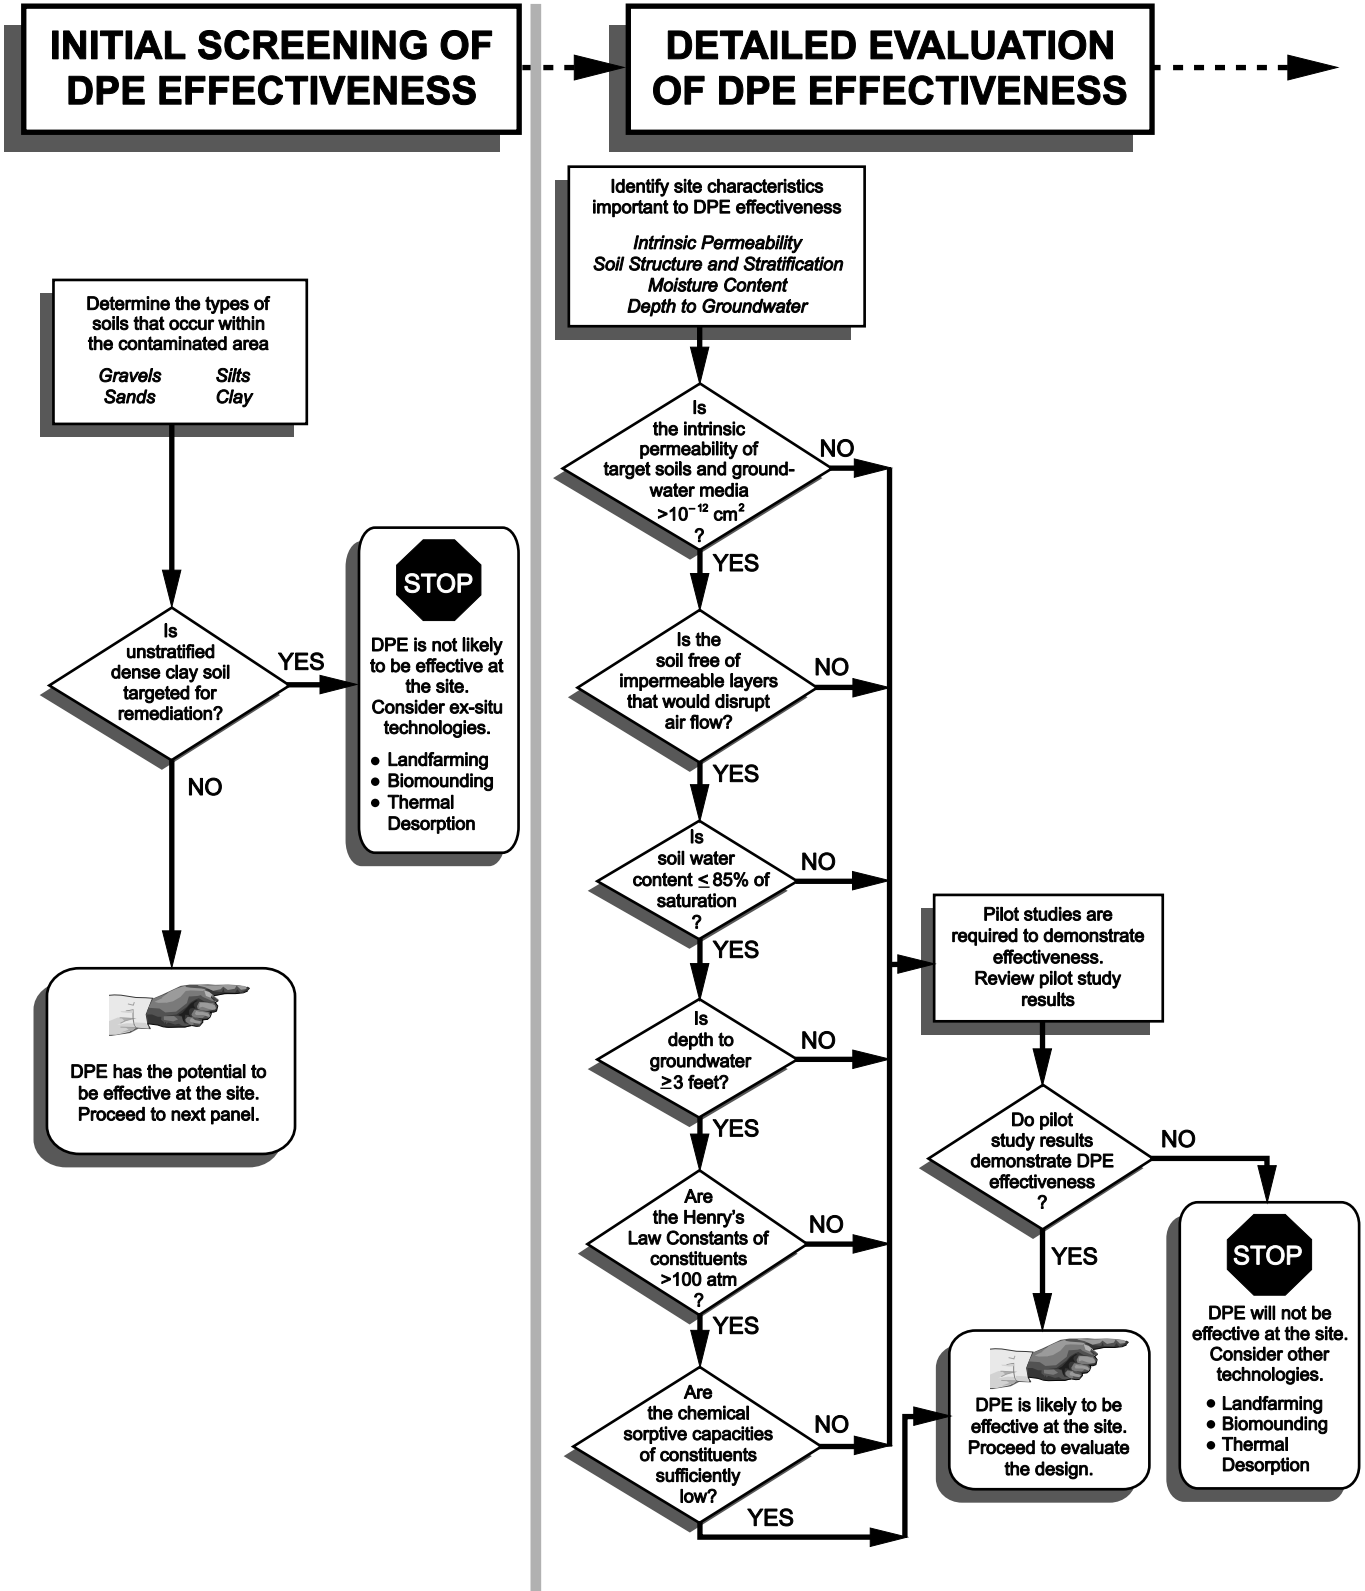 INITIAL SCREENING OF
DPE EFFECTIVENESS
DETAILED EVALUATION
OF DPE EFFECTIVENESS
Determine the types of
soils that occur within
the contaminated area
Gravels Silts
Sands Clay
Is
unstratified
dense clay soil
targeted for
remediation?
YES
STOP
DPE is not likely
to be effective at
the site.
Consider ex-situ
technologies.
● Landfarming
● Biomounding
● Thermal
Desorption
NO
DPE has the potential to
be effective at the site.
Proceed to next panel.
Identify site characteristics
important to DPE effectiveness
Intrinsic Permeability
Soil Structure and Stratification
Moisture Content
Depth to Groundwater
Is
the intrinsic
permeability of
target soils and ground-
water media
>10⁻¹² cm²
?
NO
YES
Is the
soil free of
impermeable layers
that would disrupt
air flow?
NO
YES
Is
soil water
content ≤ 85% of
saturation
?
NO
YES
Is
depth to
groundwater
≥3 feet?
NO
YES
Are
the Henry's
Law Constants of
constituents
>100 atm
?
NO
YES
Are
the chemical
sorptive capacities
of constituents
sufficiently
low?
NO
YES
Pilot studies are
required to demonstrate
effectiveness.
Review pilot study
results
Do pilot
study results
demonstrate DPE
effectiveness
?
NO
YES
DPE is likely to be
effective at the site.
Proceed to evaluate
the design.
STOP
DPE will not be
effective at the site.
Consider other
technologies.
● Landfarming
● Biomounding
● Thermal
Desorption